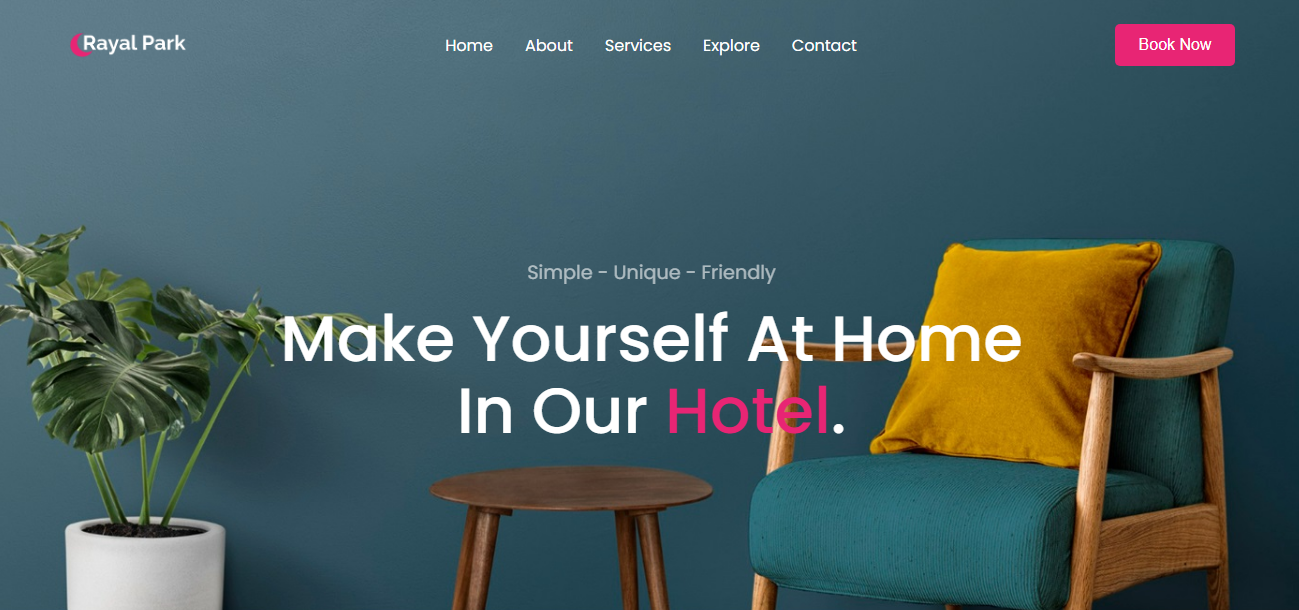 Rayal Park
Home About Services Explore Contact
Book Now
Simple - Unique - Friendly
Make Yourself At Home
In Our Hotel.